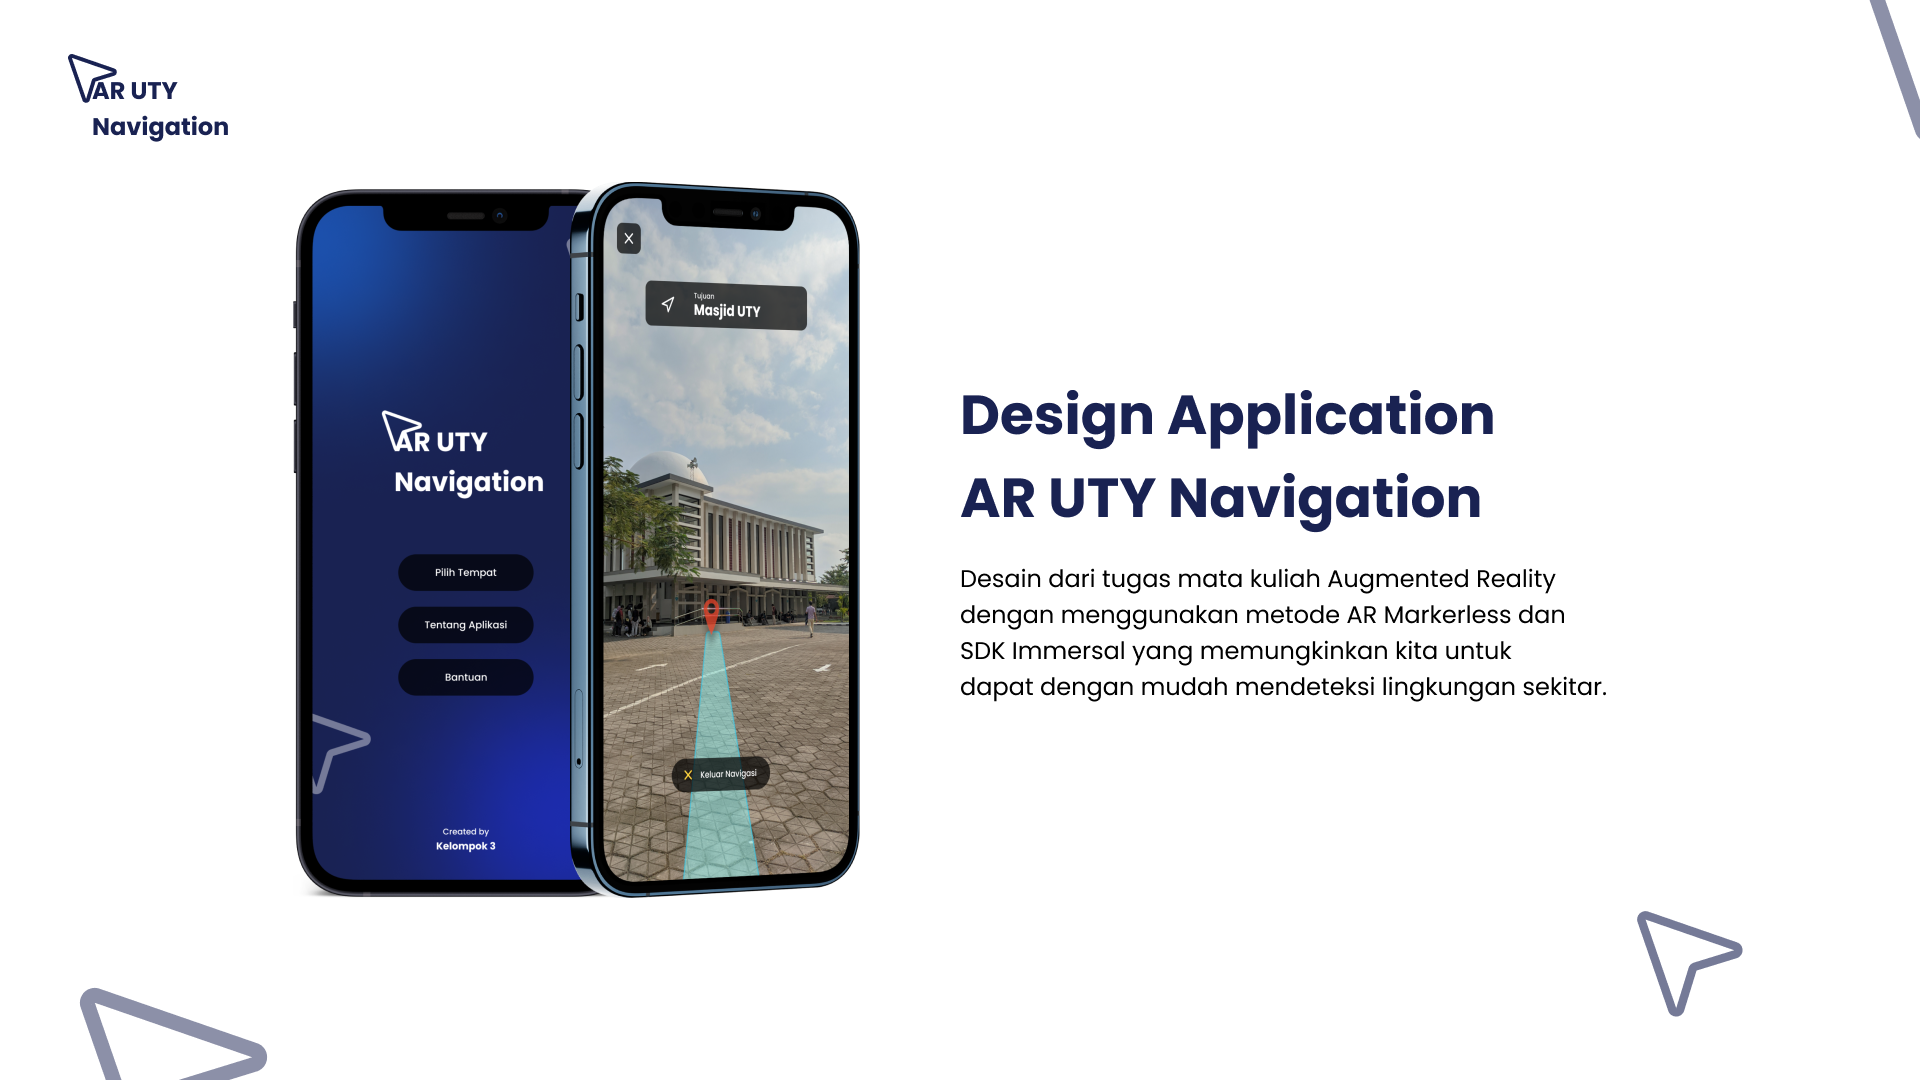 AR UTY
Navigation
AR UTY
Navigation
Pilih Tempat
Tentang Aplikasi
Bantuan
Created by
Kelompok 3
X
Tujuan
Masjid UTY
X Keluar Navigasi
Design Application
AR UTY Navigation
Desain dari tugas mata kuliah Augmented Reality
dengan menggunakan metode AR Markerless dan
SDK Immersal yang memungkinkan kita untuk
dapat dengan mudah mendeteksi lingkungan sekitar.